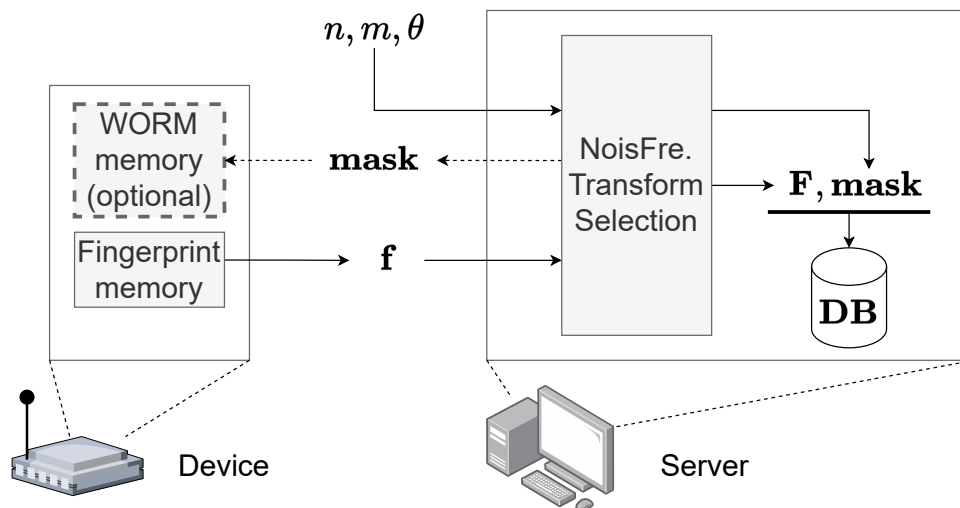 n, m, θ
WORM
memory
(optional)
mask
NoisFre.
Transform
Selection
F, mask
Fingerprint
memory
f
DB
Device
Server